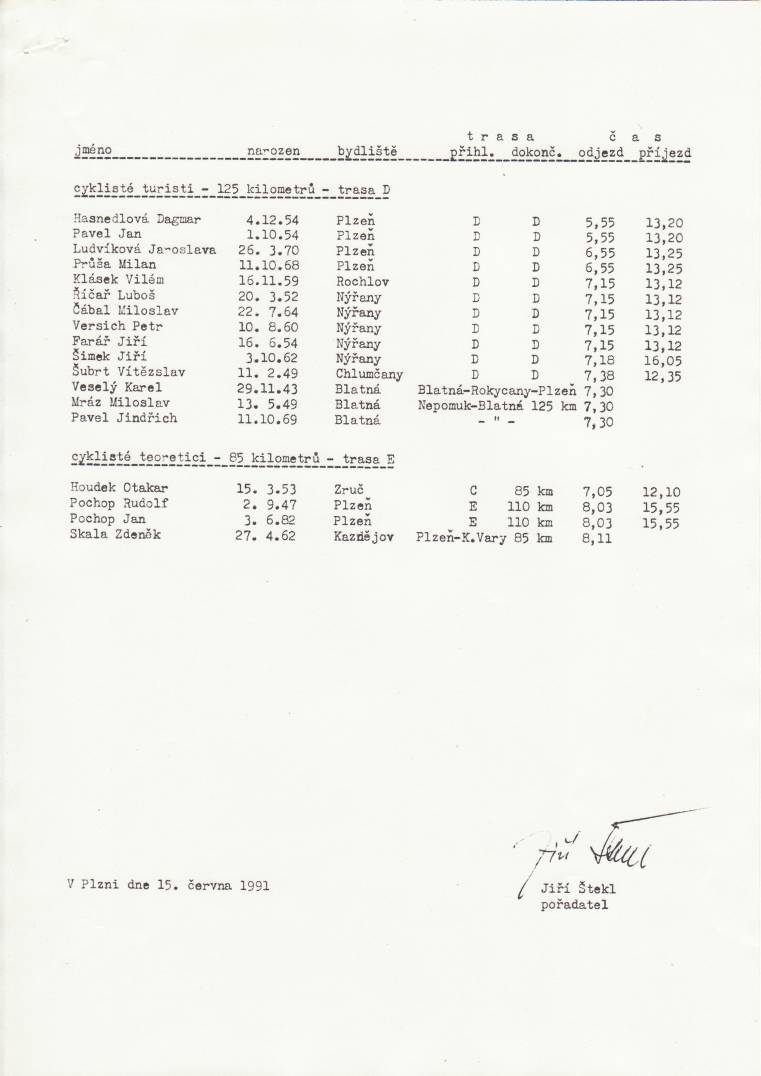 t r a s a č a s
jméno narozen bydliště přihl. dokonč. odjezd příjezd
cyklisté turisti - 125 kilometrů - trasa D
Hasnedlová Dagmar 4.12.54 Plzeň D D 5,55 13,20
Pavel Jan 1.10.54 Plzeň D D 5,55 13,20
Ludvíková Jaroslava 26. 3.70 Plzeň D D 6,55 13,25
Průša Milan 11.10.68 Plzeň D D 6,55 13,25
Klásek Vilém 16.11.59 Rochlov D D 7,15 13,12
Říčař Luboš 20. 3.52 Nýřany D D 7,15 13,12
Čábal Miloslav 22. 7.64 Nýřany D D 7,15 13,12
Versich Petr 10. 8.60 Nýřany D D 7,15 13,12
Farář Jiří 16. 6.54 Nýřany D D 7,15 13,12
Šimek Jiří 3.10.62 Nýřany D D 7,18 16,05
Šubrt Vítězslav 11. 2.49 Chlumčany D D 7,38 12,35
Veselý Karel 29.11.43 Blatná Blatná-Rokycany-Plzeň 7,30
Mráz Miloslav 13. 5.49 Blatná Nepomuk-Blatná 125 km 7,30
Pavel Jindřich 11.10.69 Blatná - " - 7,30
cyklisté teoretici - 85 kilometrů - trasa E
Houdek Otakar 15. 3.53 Zruč C 85 km 7,05 12,10
Pochop Rudolf 2. 9.47 Plzeň E 110 km 8,03 15,55
Pochop Jan 3. 6.82 Plzeň E 110 km 8,03 15,55
Skala Zdeněk 27. 4.62 Kaznějov Plzeň-K.Vary 85 km 8,11
Jiří Štekl
V Plzni dne 15. června 1991
Jiří Štekl
pořadatel